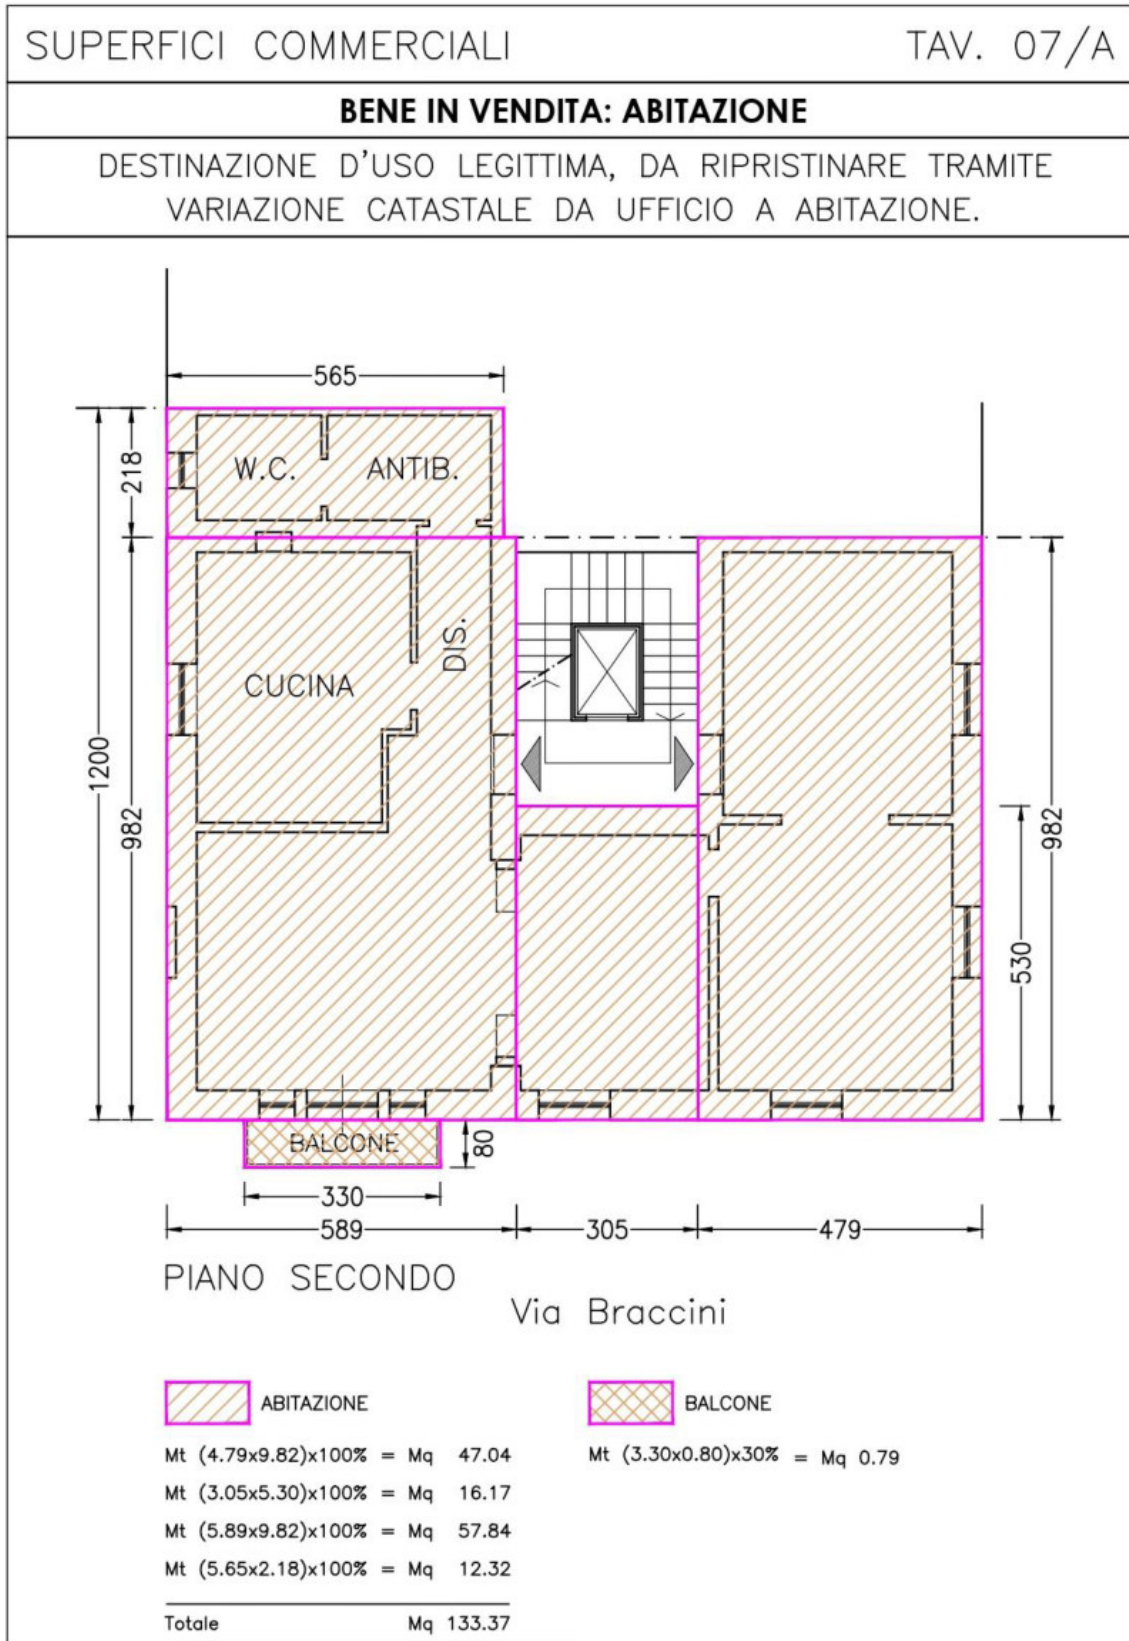 SUPERFICI COMMERCIALI TAV. 07/A
BENE IN VENDITA: ABITAZIONE
DESTINAZIONE D'USO LEGITTIMA, DA RIPRISTINARE TRAMITE
VARIAZIONE CATASTALE DA UFFICIO A ABITAZIONE.
565
218
W.C. ANTIB.
DIS.
CUCINA
1200
982
982
530
BALCONE
80
330
589 305 479
PIANO SECONDO
Via Braccini
ABITAZIONE
Mt (4.79x9.82)x100% = Mq 47.04
Mt (3.05x5.30)x100% = Mq 16.17
Mt (5.89x9.82)x100% = Mq 57.84
Mt (5.65x2.18)x100% = Mq 12.32
Totale Mq 133.37
BALCONE
Mt (3.30x0.80)x30% = Mq 0.79